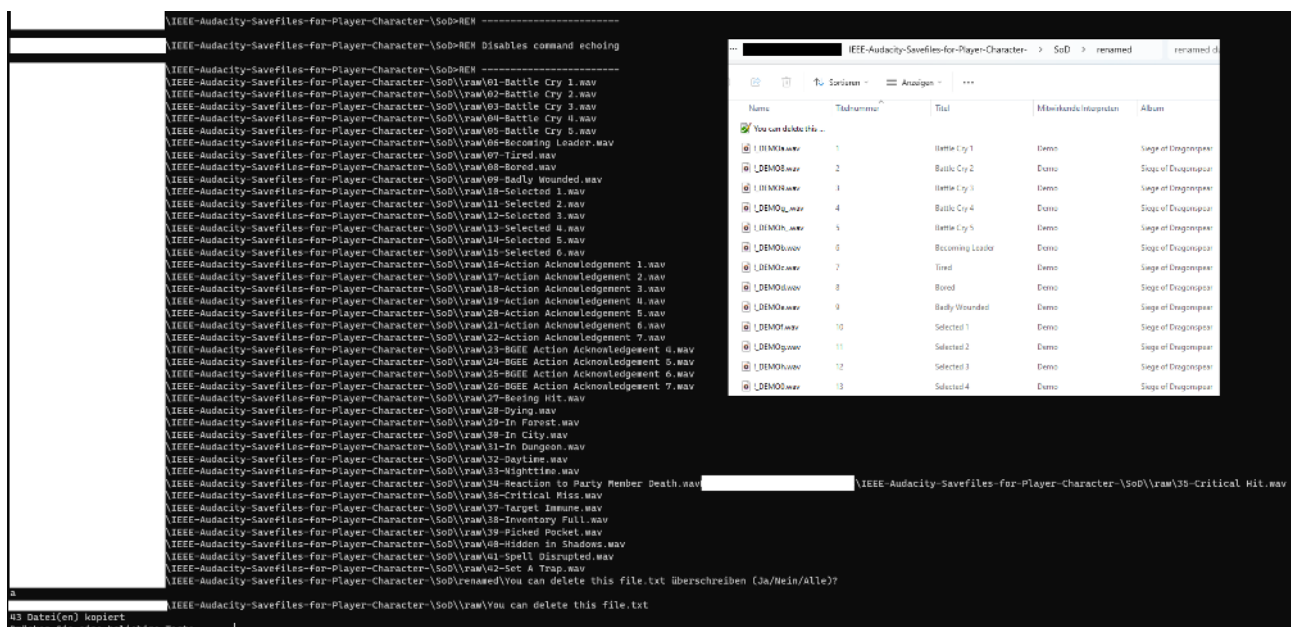 \IEEE-Audacity-Savefiles-for-Player-Character-\SoD>REM ------------------------
\IEEE-Audacity-Savefiles-for-Player-Character-\SoD>REM Disables command echoing
\IEEE-Audacity-Savefiles-for-Player-Character-\SoD>REM ------------------------
\IEEE-Audacity-Savefiles-for-Player-Character-\SoD\\raw\01-Battle Cry 1.wav
\IEEE-Audacity-Savefiles-for-Player-Character-\SoD\\raw\02-Battle Cry 2.wav
\IEEE-Audacity-Savefiles-for-Player-Character-\SoD\\raw\03-Battle Cry 3.wav
\IEEE-Audacity-Savefiles-for-Player-Character-\SoD\\raw\04-Battle Cry 4.wav
\IEEE-Audacity-Savefiles-for-Player-Character-\SoD\\raw\05-Battle Cry 5.wav
\IEEE-Audacity-Savefiles-for-Player-Character-\SoD\\raw\06-Becoming Leader.wav
\IEEE-Audacity-Savefiles-for-Player-Character-\SoD\\raw\07-Tired.wav
\IEEE-Audacity-Savefiles-for-Player-Character-\SoD\\raw\08-Bored.wav
\IEEE-Audacity-Savefiles-for-Player-Character-\SoD\\raw\09-Badly Wounded.wav
\IEEE-Audacity-Savefiles-for-Player-Character-\SoD\\raw\10-Selected 1.wav
\IEEE-Audacity-Savefiles-for-Player-Character-\SoD\\raw\11-Selected 2.wav
\IEEE-Audacity-Savefiles-for-Player-Character-\SoD\\raw\12-Selected 3.wav
\IEEE-Audacity-Savefiles-for-Player-Character-\SoD\\raw\13-Selected 4.wav
\IEEE-Audacity-Savefiles-for-Player-Character-\SoD\\raw\14-Selected 5.wav
\IEEE-Audacity-Savefiles-for-Player-Character-\SoD\\raw\15-Selected 6.wav
\IEEE-Audacity-Savefiles-for-Player-Character-\SoD\\raw\16-Action Acknowledgement 1.wav
\IEEE-Audacity-Savefiles-for-Player-Character-\SoD\\raw\17-Action Acknowledgement 2.wav
\IEEE-Audacity-Savefiles-for-Player-Character-\SoD\\raw\18-Action Acknowledgement 3.wav
\IEEE-Audacity-Savefiles-for-Player-Character-\SoD\\raw\19-Action Acknowledgement 4.wav
\IEEE-Audacity-Savefiles-for-Player-Character-\SoD\\raw\20-Action Acknowledgement 5.wav
\IEEE-Audacity-Savefiles-for-Player-Character-\SoD\\raw\21-Action Acknowledgement 6.wav
\IEEE-Audacity-Savefiles-for-Player-Character-\SoD\\raw\22-Action Acknowledgement 7.wav
\IEEE-Audacity-Savefiles-for-Player-Character-\SoD\\raw\23-BGEE Action Acknowledgement 4.wav
\IEEE-Audacity-Savefiles-for-Player-Character-\SoD\\raw\24-BGEE Action Acknowledgement 5.wav
\IEEE-Audacity-Savefiles-for-Player-Character-\SoD\\raw\25-BGEE Action Acknowledgement 6.wav
\IEEE-Audacity-Savefiles-for-Player-Character-\SoD\\raw\26-BGEE Action Acknowledgement 7.wav
\IEEE-Audacity-Savefiles-for-Player-Character-\SoD\\raw\27-Beeing Hit.wav
\IEEE-Audacity-Savefiles-for-Player-Character-\SoD\\raw\28-Dying.wav
\IEEE-Audacity-Savefiles-for-Player-Character-\SoD\\raw\29-In Forest.wav
\IEEE-Audacity-Savefiles-for-Player-Character-\SoD\\raw\30-In City.wav
\IEEE-Audacity-Savefiles-for-Player-Character-\SoD\\raw\31-In Dungeon.wav
\IEEE-Audacity-Savefiles-for-Player-Character-\SoD\\raw\32-Daytime.wav
\IEEE-Audacity-Savefiles-for-Player-Character-\SoD\\raw\33-Nighttime.wav
\IEEE-Audacity-Savefiles-for-Player-Character-\SoD\\raw\34-Reaction to Party Member Death.wav \IEEE-Audacity-Savefiles-for-Player-Character-\SoD\\raw\35-Critical Hit.wav
\IEEE-Audacity-Savefiles-for-Player-Character-\SoD\\raw\36-Critical Miss.wav
\IEEE-Audacity-Savefiles-for-Player-Character-\SoD\\raw\37-Target Immune.wav
\IEEE-Audacity-Savefiles-for-Player-Character-\SoD\\raw\38-Inventory Full.wav
\IEEE-Audacity-Savefiles-for-Player-Character-\SoD\\raw\39-Picked Pocket.wav
\IEEE-Audacity-Savefiles-for-Player-Character-\SoD\\raw\40-Hidden in Shadows.wav
\IEEE-Audacity-Savefiles-for-Player-Character-\SoD\\raw\41-Spell Disrupted.wav
\IEEE-Audacity-Savefiles-for-Player-Character-\SoD\\raw\42-Set A Trap.wav
\IEEE-Audacity-Savefiles-for-Player-Character-\SoD\renamed\You can delete this file.txt überschreiben (Ja/Nein/Alle)?
a
\IEEE-Audacity-Savefiles-for-Player-Character-\SoD\\raw\You can delete this file.txt
43 Datei(en) kopiert
... IEEE-Audacity-Savefiles-for-Player-Character- > SoD > renamed renamed
Sortieren Anzeigen ...
Name Titelnummer Titel Mitwirkende Interpreten Album
You can delete this ...
!_DEMOa.wav 1 Battle Cry 1 Demo Siege of Dragonspear
!_DEMO8.wav 2 Battle Cry 2 Demo Siege of Dragonspear
!_DEMO9.wav 3 Battle Cry 3 Demo Siege of Dragonspear
!_DEMOg_.wav 4 Battle Cry 4 Demo Siege of Dragonspear
!_DEMOh_.wav 5 Battle Cry 5 Demo Siege of Dragonspear
!_DEMOb.wav 6 Becoming Leader Demo Siege of Dragonspear
!_DEMOc.wav 7 Tired Demo Siege of Dragonspear
!_DEMOd.wav 8 Bored Demo Siege of Dragonspear
!_DEMOe.wav 9 Badly Wounded Demo Siege of Dragonspear
!_DEMOf.wav 10 Selected 1 Demo Siege of Dragonspear
!_DEMOg.wav 11 Selected 2 Demo Siege of Dragonspear
!_DEMOh.wav 12 Selected 3 Demo Siege of Dragonspear
!_DEMO0.wav 13 Selected 4 Demo Siege of Dragonspear